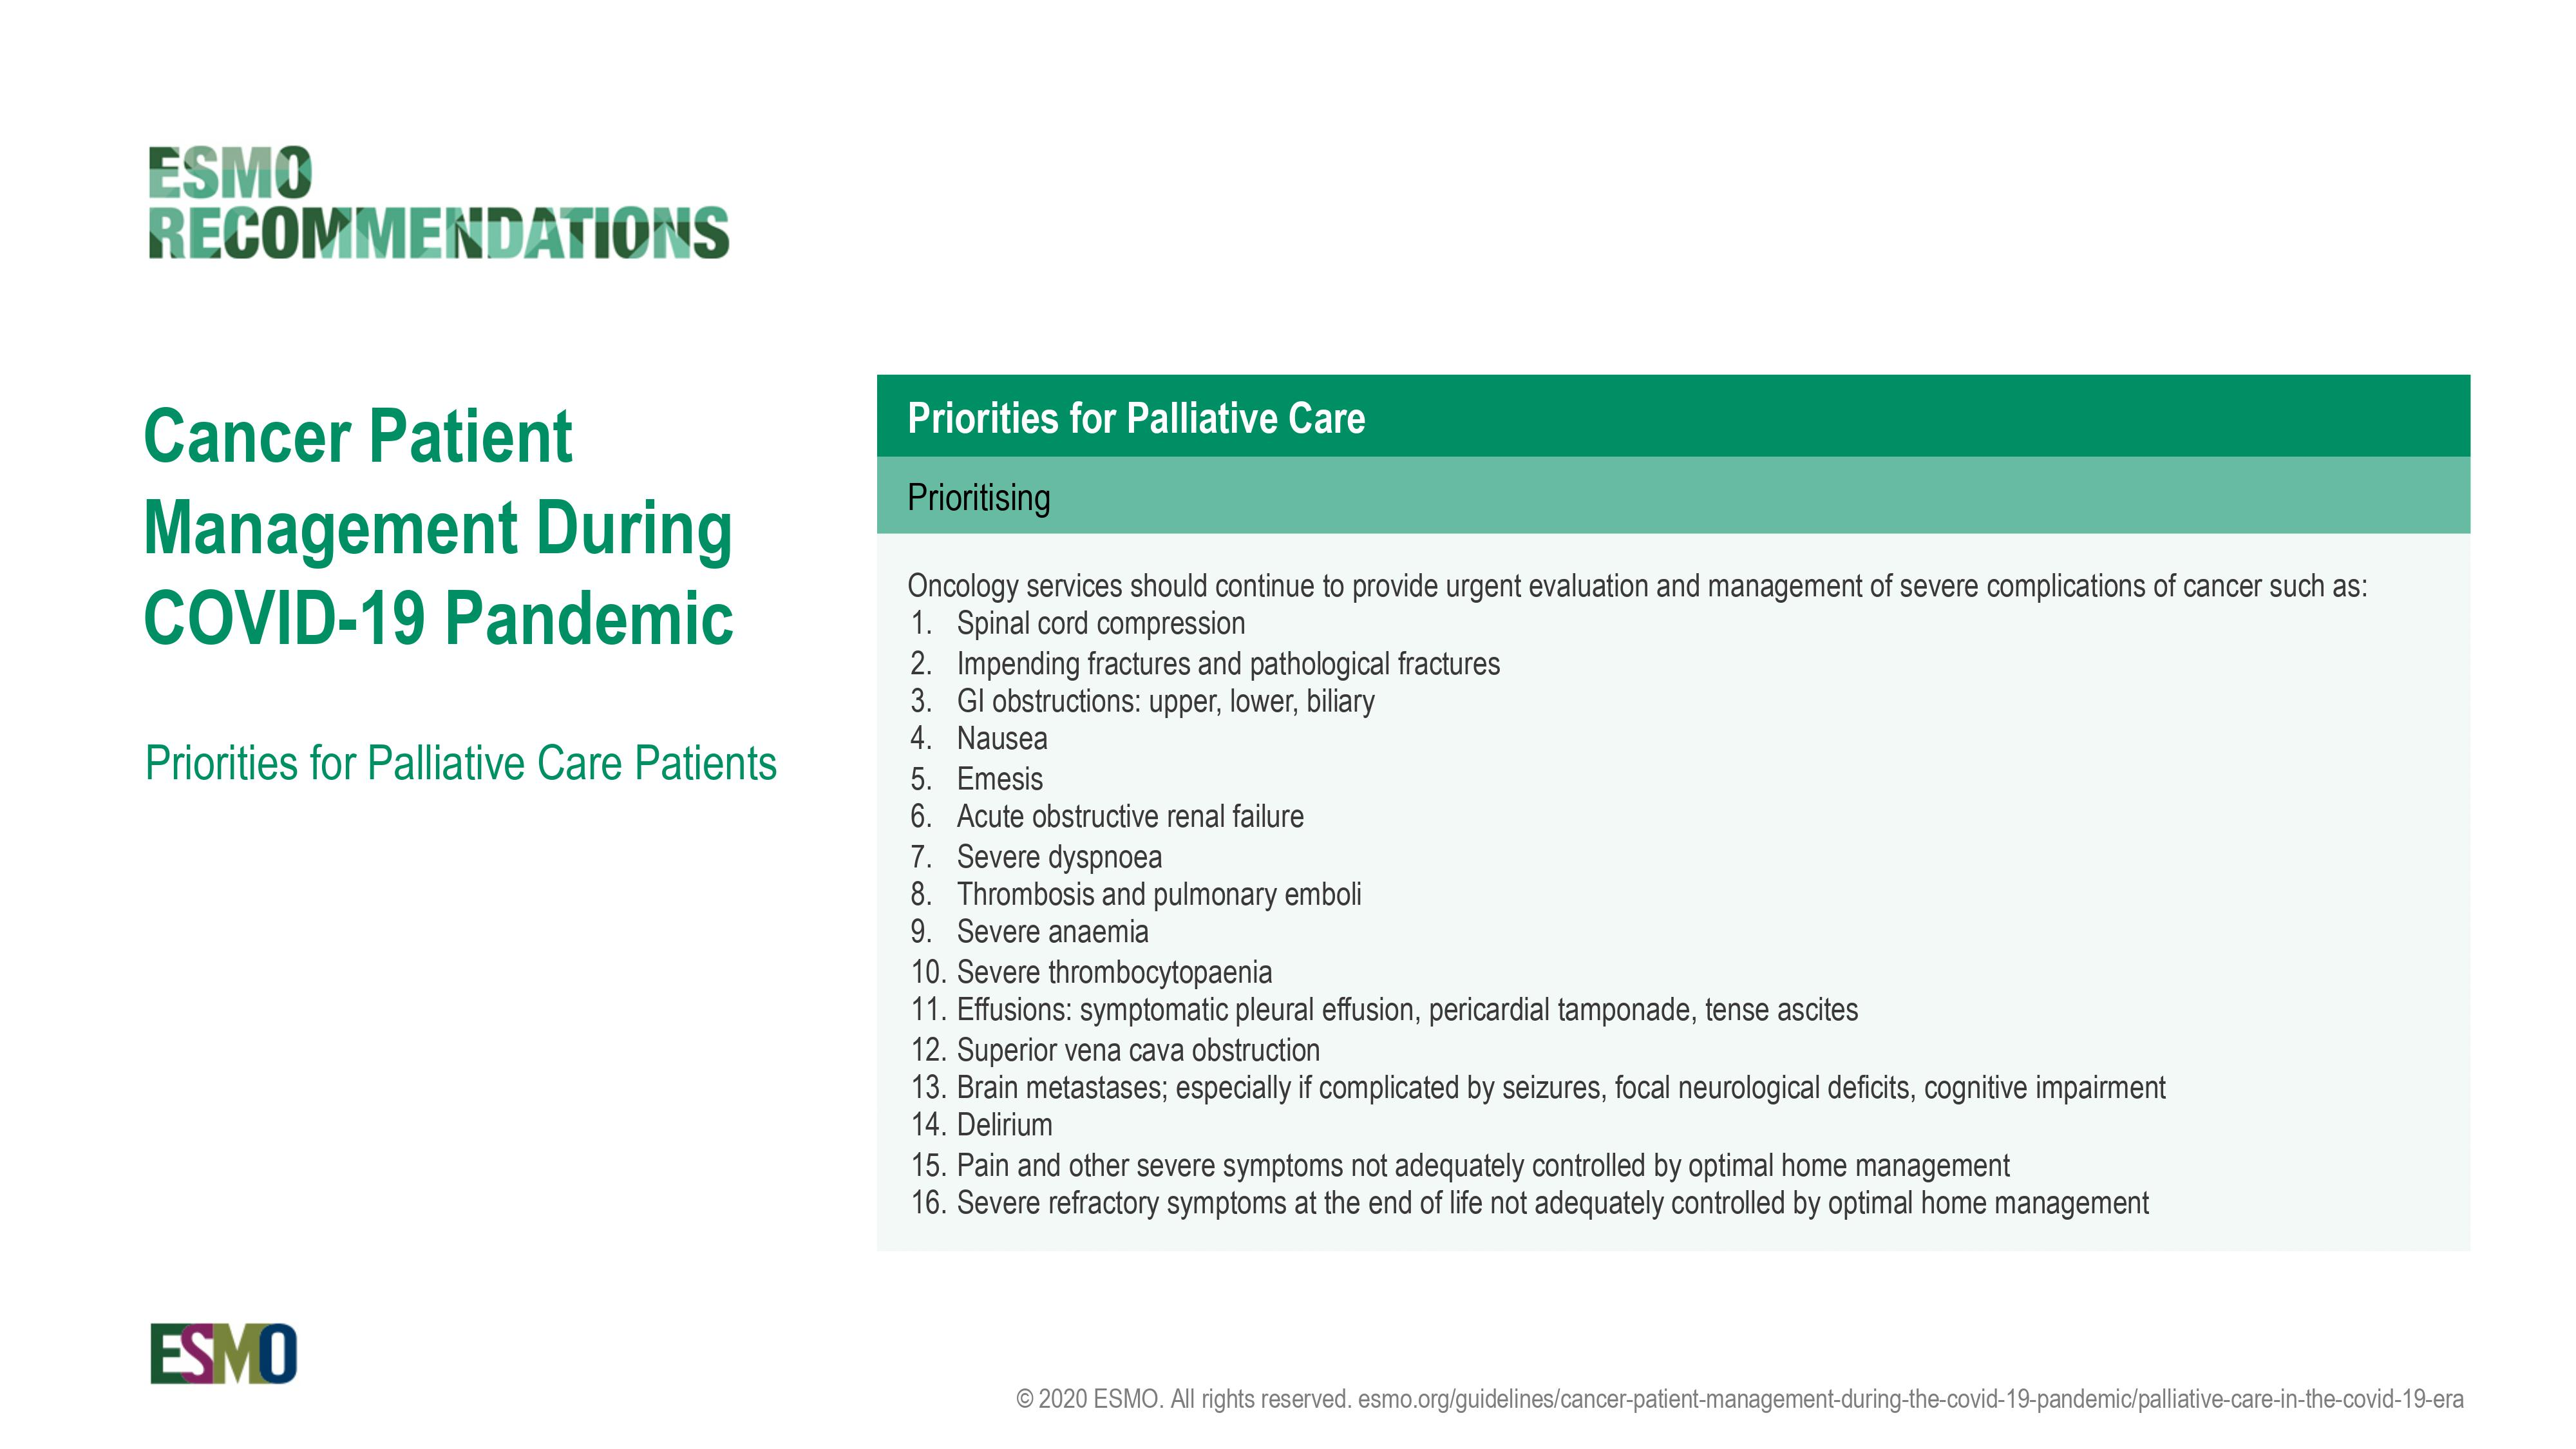 ESMO
RECOMMENDATIONS
Cancer Patient
Management During
COVID-19 Pandemic
Priorities for Palliative Care Patients
Priorities for Palliative Care
Prioritising
Oncology services should continue to provide urgent evaluation and management of severe complications of cancer such as:
1. Spinal cord compression
2. Impending fractures and pathological fractures
3. GI obstructions: upper, lower, biliary
4. Nausea
5. Emesis
6. Acute obstructive renal failure
7. Severe dyspnoea
8. Thrombosis and pulmonary emboli
9. Severe anaemia
10. Severe thrombocytopaenia
11. Effusions: symptomatic pleural effusion, pericardial tamponade, tense ascites
12. Superior vena cava obstruction
13. Brain metastases; especially if complicated by seizures, focal neurological deficits, cognitive impairment
14. Delirium
15. Pain and other severe symptoms not adequately controlled by optimal home management
16. Severe refractory symptoms at the end of life not adequately controlled by optimal home management
ESMO
© 2020 ESMO. All rights reserved. esmo.org/guidelines/cancer-patient-management-during-the-covid-19-pandemic/palliative-care-in-the-covid-19-era